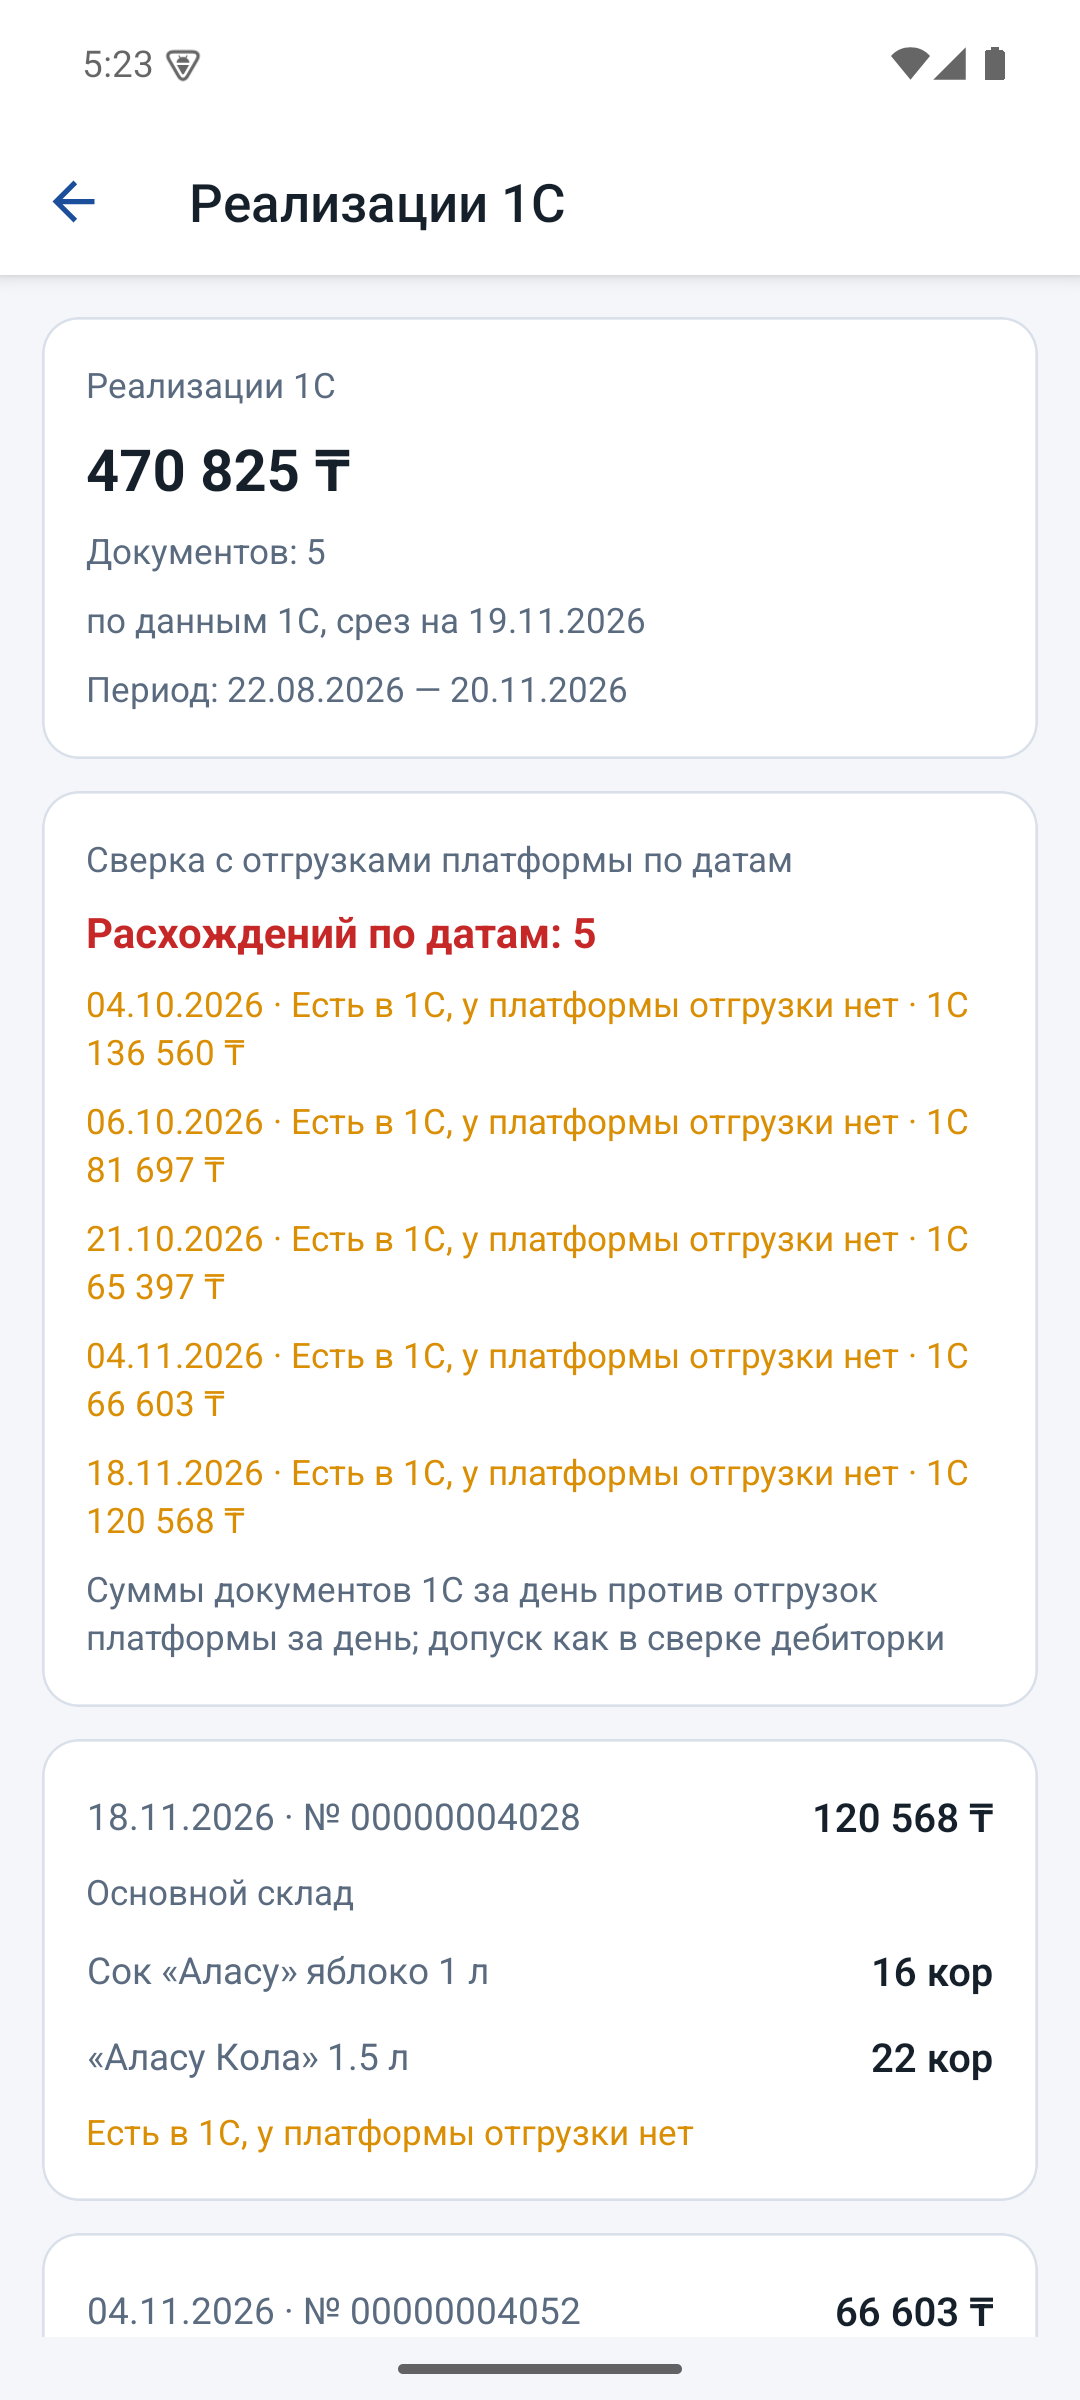 5:23
Реализации 1С
Реализации 1С
470 825 ₸
Документов: 5
по данным 1С, срез на 19.11.2026
Период: 22.08.2026 — 20.11.2026
Сверка с отгрузками платформы по датам
Расхождений по датам: 5
04.10.2026 · Есть в 1С, у платформы отгрузки нет · 1С
136 560 ₸
06.10.2026 · Есть в 1С, у платформы отгрузки нет · 1С
81 697 ₸
21.10.2026 · Есть в 1С, у платформы отгрузки нет · 1С
65 397 ₸
04.11.2026 · Есть в 1С, у платформы отгрузки нет · 1С
66 603 ₸
18.11.2026 · Есть в 1С, у платформы отгрузки нет · 1С
120 568 ₸
Суммы документов 1С за день против отгрузок
платформы за день; допуск как в сверке дебиторки
18.11.2026 · № 00000004028 120 568 ₸
Основной склад
Сок «Аласу» яблоко 1 л 16 кор
«Аласу Кола» 1.5 л 22 кор
Есть в 1С, у платформы отгрузки нет
04.11.2026 · № 00000004052 66 603 ₸